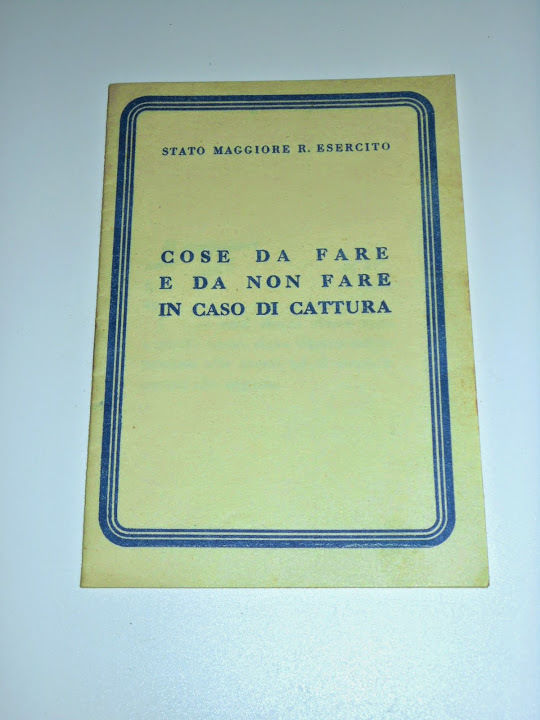 STATO MAGGIORE R. ESERCITO
COSE DA FARE
E DA NON FARE
IN CASO DI CATTURA